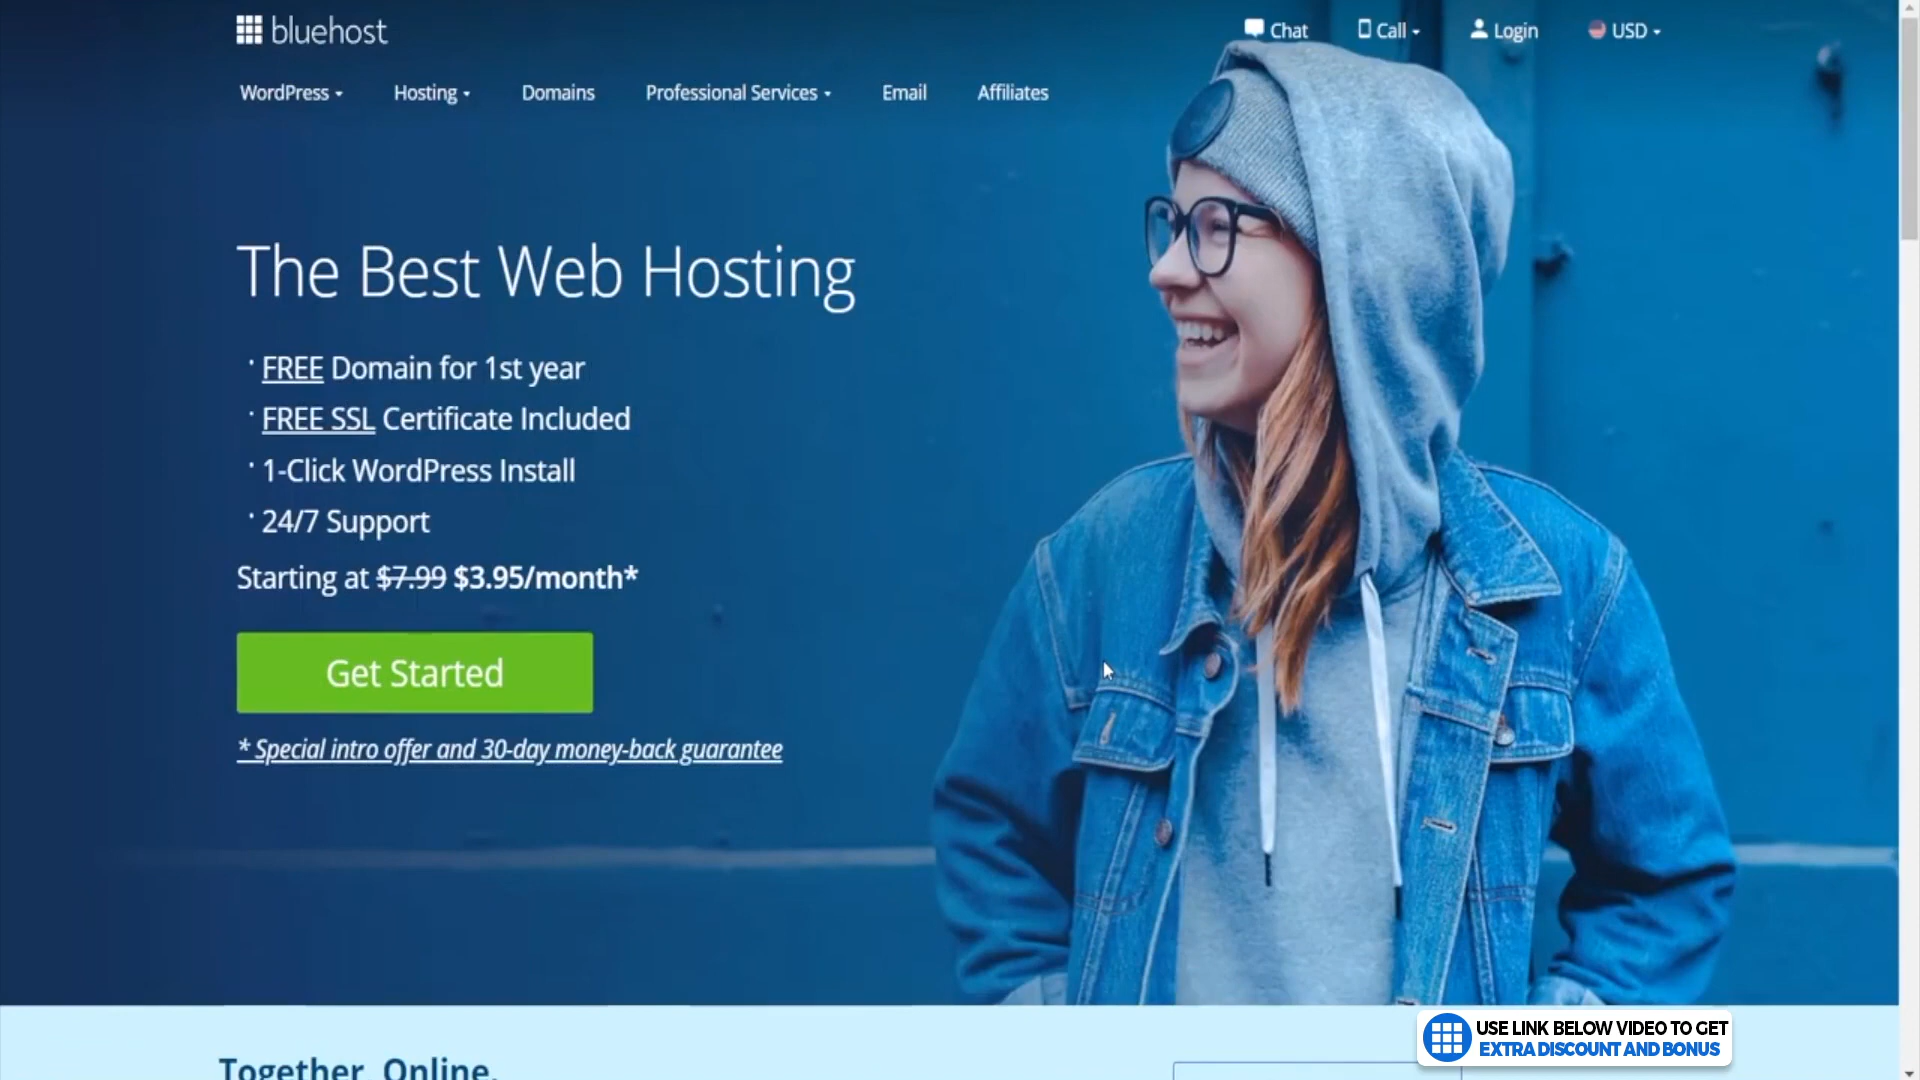 bluehost
Chat
Call
Login
USD
WordPress
Hosting
Domains
Professional Services
Email
Affiliates
The Best Web Hosting
· FREE Domain for 1st year
· FREE SSL Certificate Included
· 1-Click WordPress Install
· 24/7 Support
Starting at $7.99 $3.95/month*
Get Started
* Special intro offer and 30-day money-back guarantee
Together. Online.
USE LINK BELOW VIDEO TO GET
EXTRA DISCOUNT AND BONUS